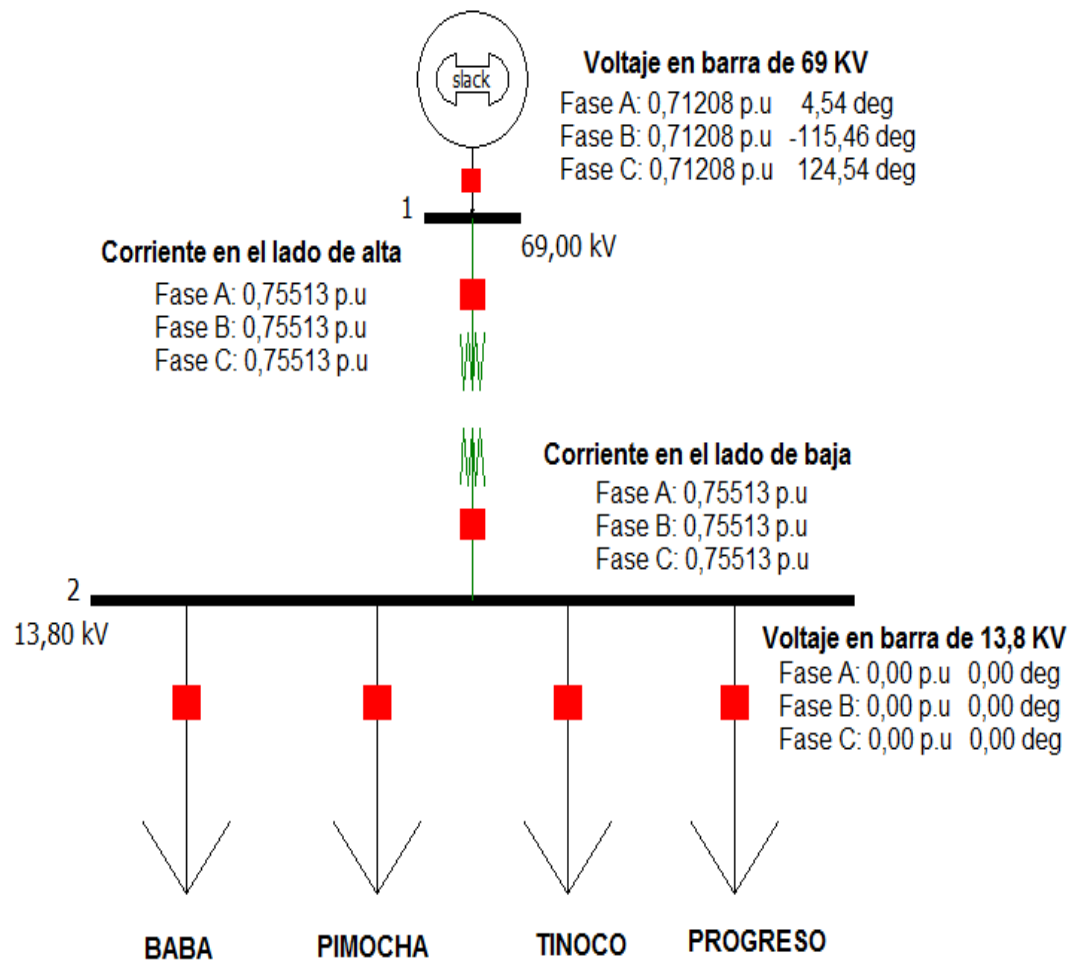 slack
Voltaje en barra de 69 KV
Fase A: 0,71208 p.u 4,54 deg
Fase B: 0,71208 p.u -115,46 deg
Fase C: 0,71208 p.u 124,54 deg
1
69,00 kV
Corriente en el lado de alta
Fase A: 0,75513 p.u
Fase B: 0,75513 p.u
Fase C: 0,75513 p.u
Corriente en el lado de baja
Fase A: 0,75513 p.u
Fase B: 0,75513 p.u
Fase C: 0,75513 p.u
2
13,80 kV
Voltaje en barra de 13,8 KV
Fase A: 0,00 p.u 0,00 deg
Fase B: 0,00 p.u 0,00 deg
Fase C: 0,00 p.u 0,00 deg
BABA PIMOCHA TINOCO PROGRESO